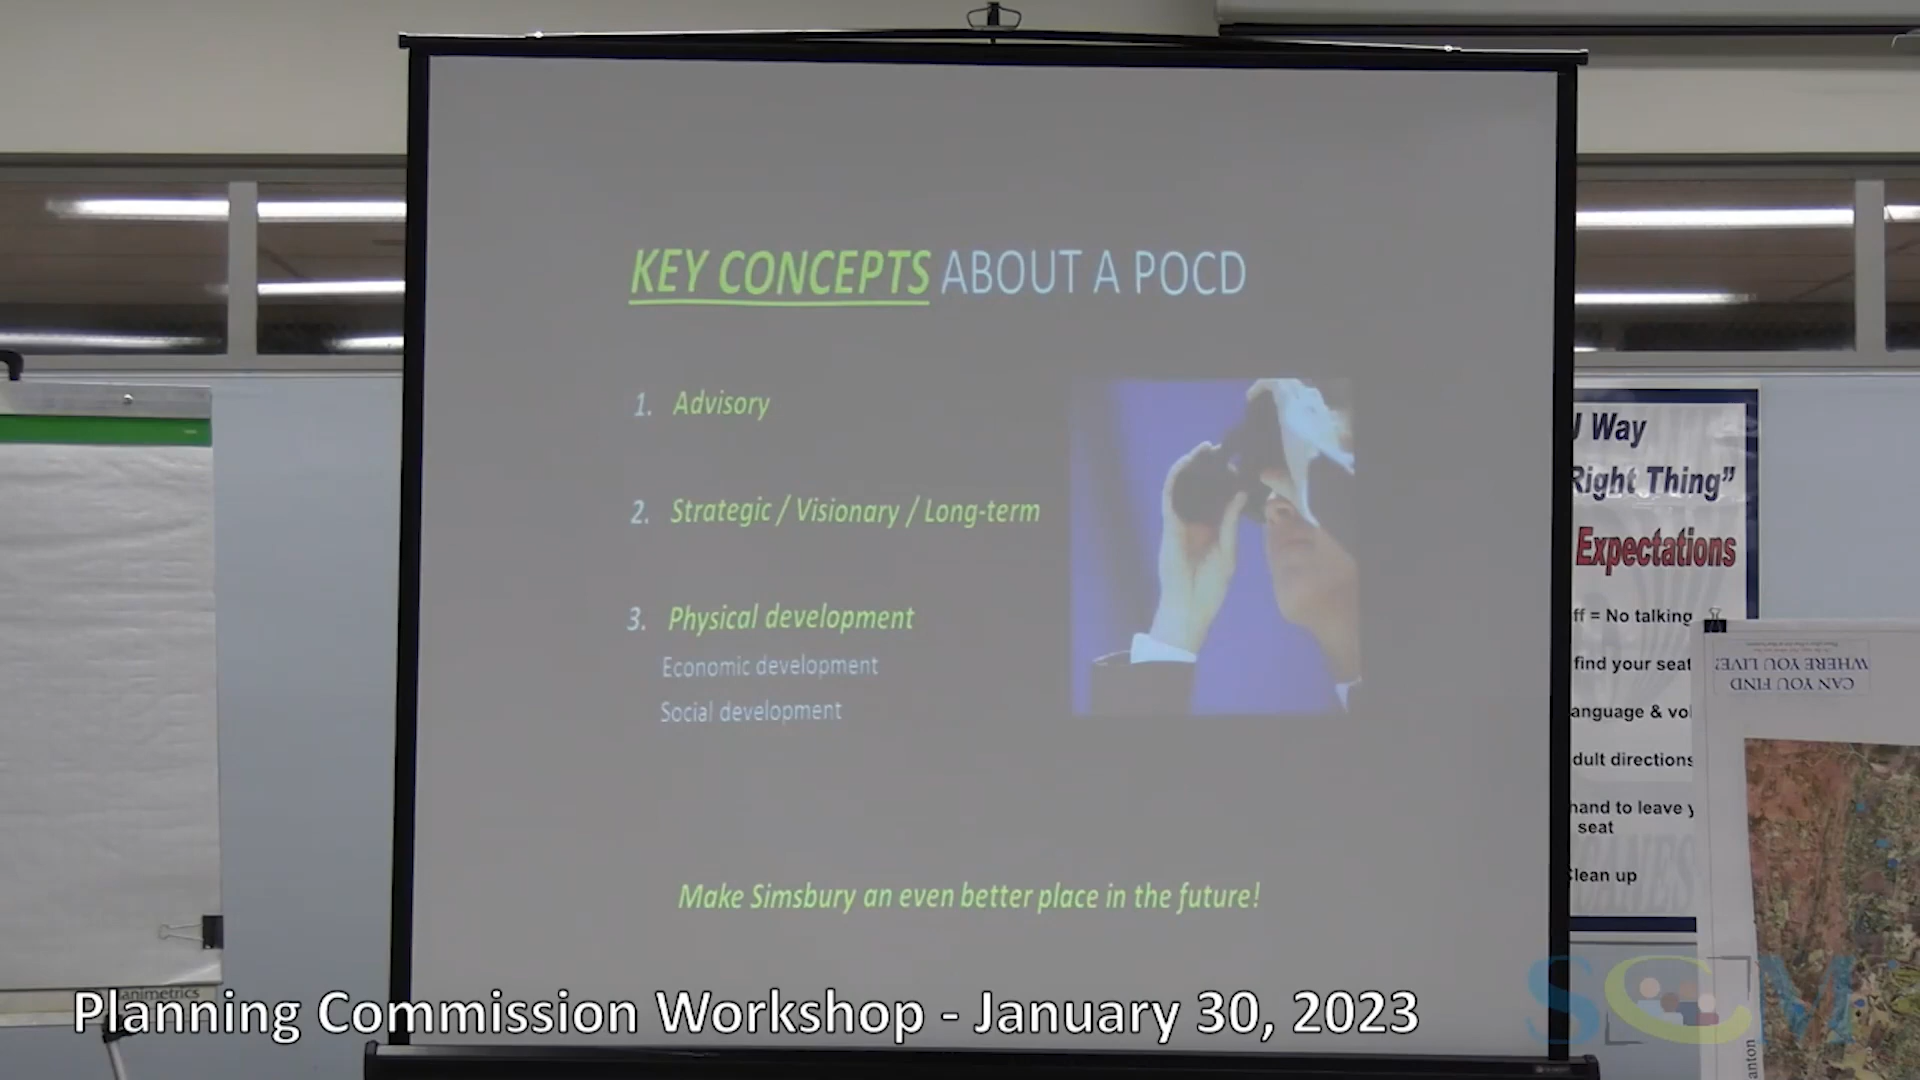 KEY CONCEPTS ABOUT A POCD
1. Advisory
2. Strategic / Visionary / Long-term
3. Physical development
Economic development
Social development
Make Simsbury an even better place in the future!
Way
Right Thing”
Expectations
ff = No talking
find your seat
anguage & vo
dult directions
hand to leave y
seat
lean up
CAN YOU FIND
WHERE YOU LIVE!
animetrics
anton
Planning Commission Workshop - January 30, 2023
SCM